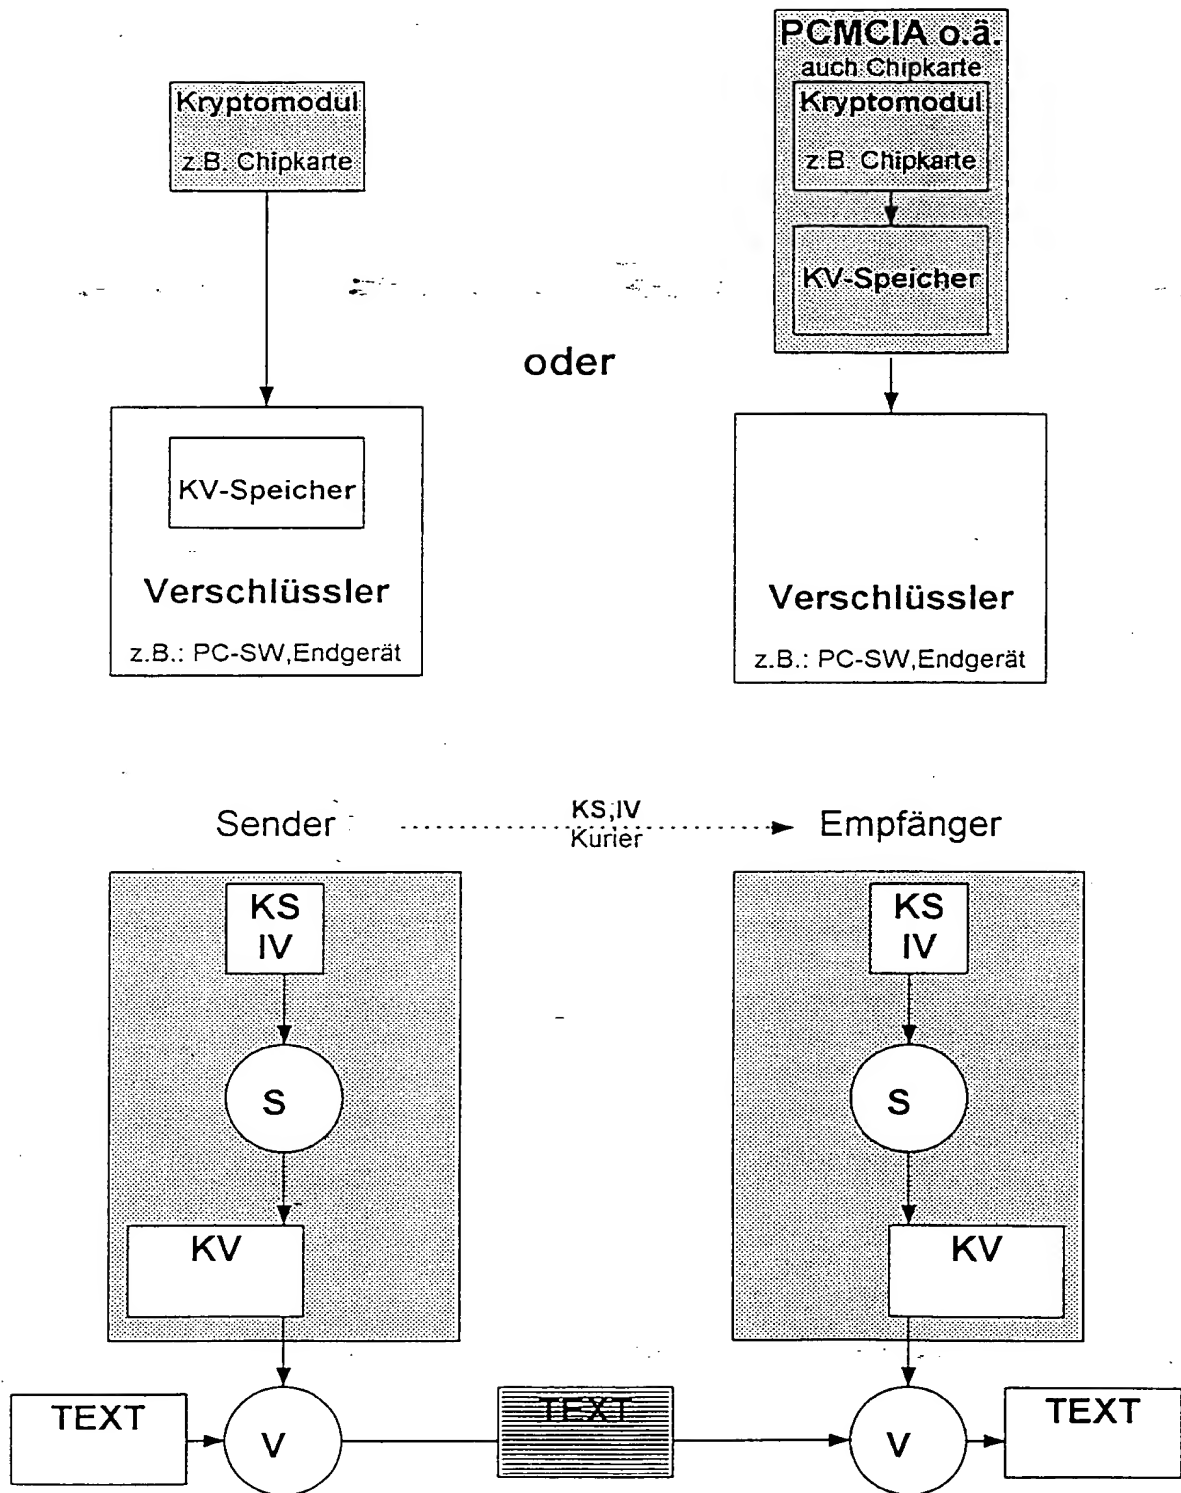 Kryptomodul
z.B. Chipkarte
PCMCIA o.ä.
auch Chipkarte
Kryptomodul
z.B. Chipkarte
KV-Speicher
oder
KV-Speicher
Verschlüssler
z.B.: PC-SW,Endgerät
Verschlüssler
z.B.: PC-SW,Endgerät
Sender
KS,IV
Kurier
Empfänger
KS
IV
KS
IV
S
S
KV
KV
TEXT
V
TEXT
V
TEXT